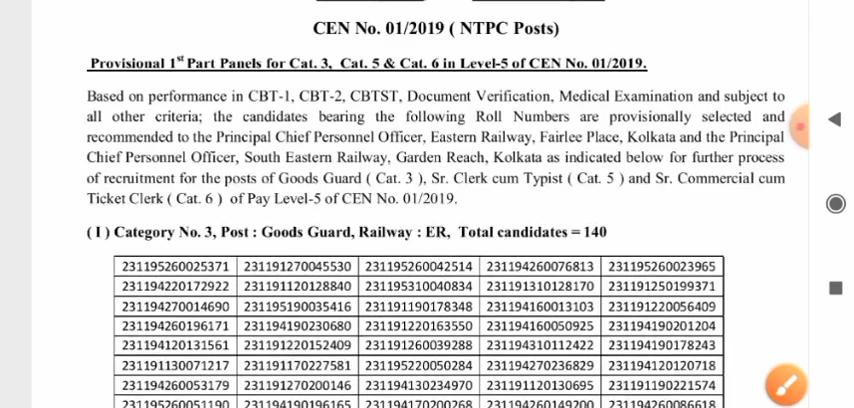 CEN No. 01/2019 ( NTPC Posts)
Provisional 1st Part Panels for Cat. 3, Cat. 5 & Cat. 6 in Level-5 of CEN No. 01/2019.
Based on performance in CBT-1, CBT-2, CBTST, Document Verification, Medical Examination and subject to
all other criteria; the candidates bearing the following Roll Numbers are provisionally selected and
recommended to the Principal Chief Personnel Officer, Eastern Railway, Fairlee Place, Kolkata and the Principal
Chief Personnel Officer, South Eastern Railway, Garden Reach, Kolkata as indicated below for further process
of recruitment for the posts of Goods Guard ( Cat. 3 ), Sr. Clerk cum Typist ( Cat. 5 ) and Sr. Commercial cum
Ticket Clerk ( Cat. 6 ) of Pay Level-5 of CEN No. 01/2019.
( I ) Category No. 3, Post : Goods Guard, Railway : ER, Total candidates = 140
231195260025371 231191270045530 231195260042514 231194260076813 231195260023965
231194220172922 231191120128840 231195310040834 231191310128170 231191250199371
231194270014690 231195190035416 231191190178348 231194160013103 231191220056409
231194260196171 231194190230680 231191220163550 231194160050925 231194190201204
231194120131561 231191220152409 231191260039288 231194310112422 231194190178243
231191130071217 231191170227581 231195220050284 231194270236829 231194120120718
231194260053179 231191270200146 231194130234970 231191120130695 231191190221574
231195260051190 231194190196165 231194170200268 231194260149200 231194260086618